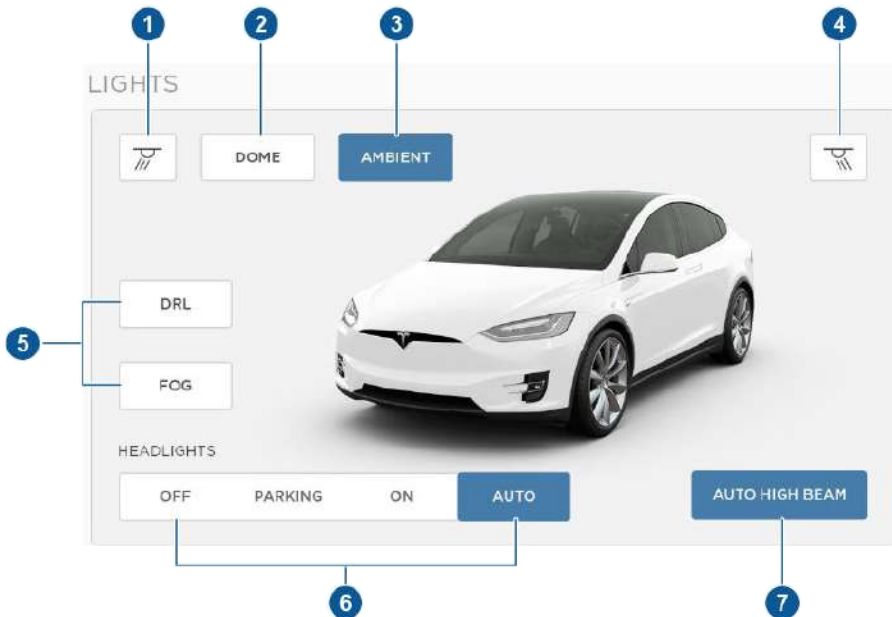 1 2 3 4
LIGHTS
DOME AMBIENT
DRL
5
FOG
HEADLIGHTS
OFF PARKING ON AUTO AUTO HIGH BEAM
6 7